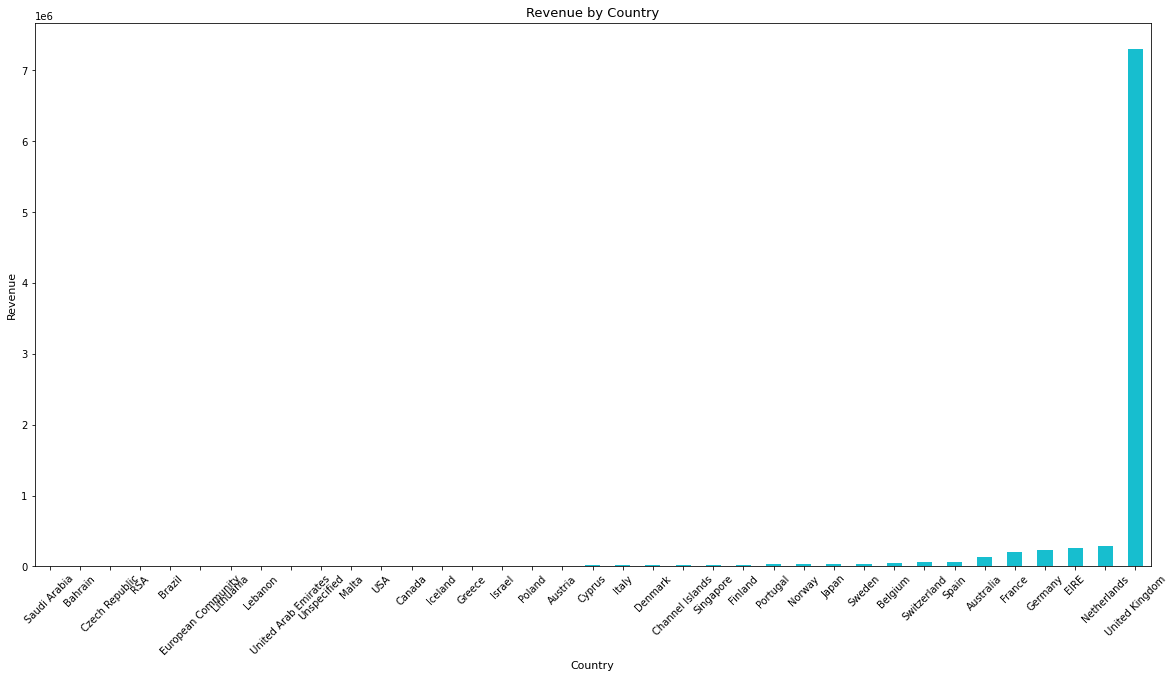 Revenue by Country
1e6
7
6
5
4
3
2
1
0
Revenue
Saudi Arabia
Bahrain
Czech Republic
RSA
Brazil
European Community
Lithuania
Lebanon
United Arab Emirates
Unspecified
Malta
USA
Canada
Iceland
Greece
Israel
Poland
Austria
Cyprus
Italy
Denmark
Channel Islands
Singapore
Finland
Portugal
Norway
Japan
Sweden
Belgium
Switzerland
Spain
Australia
France
Germany
EIRE
Netherlands
United Kingdom
Country